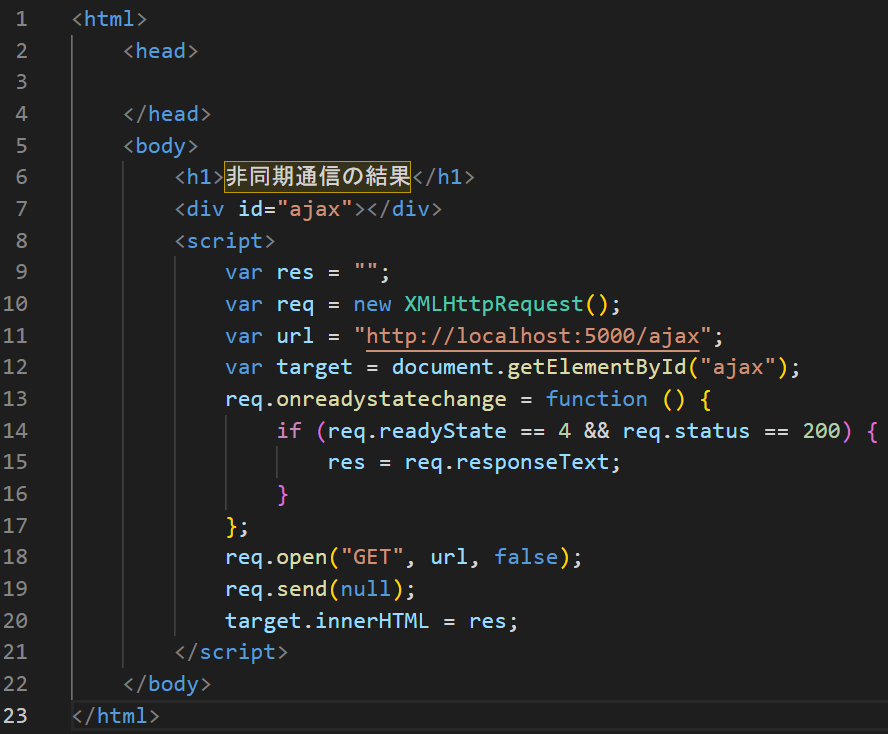 1 <html>
2     <head>
3
4     </head>
5     <body>
6         <h1>非同期通信の結果</h1>
7         <div id="ajax"></div>
8         <script>
9             var res = "";
10             var req = new XMLHttpRequest();
11             var url = "http://localhost:5000/ajax";
12             var target = document.getElementById("ajax");
13             req.onreadystatechange = function () {
14                 if (req.readyState == 4 && req.status == 200) {
15                     res = req.responseText;
16                 }
17             };
18             req.open("GET", url, false);
19             req.send(null);
20             target.innerHTML = res;
21         </script>
22     </body>
23 </html>